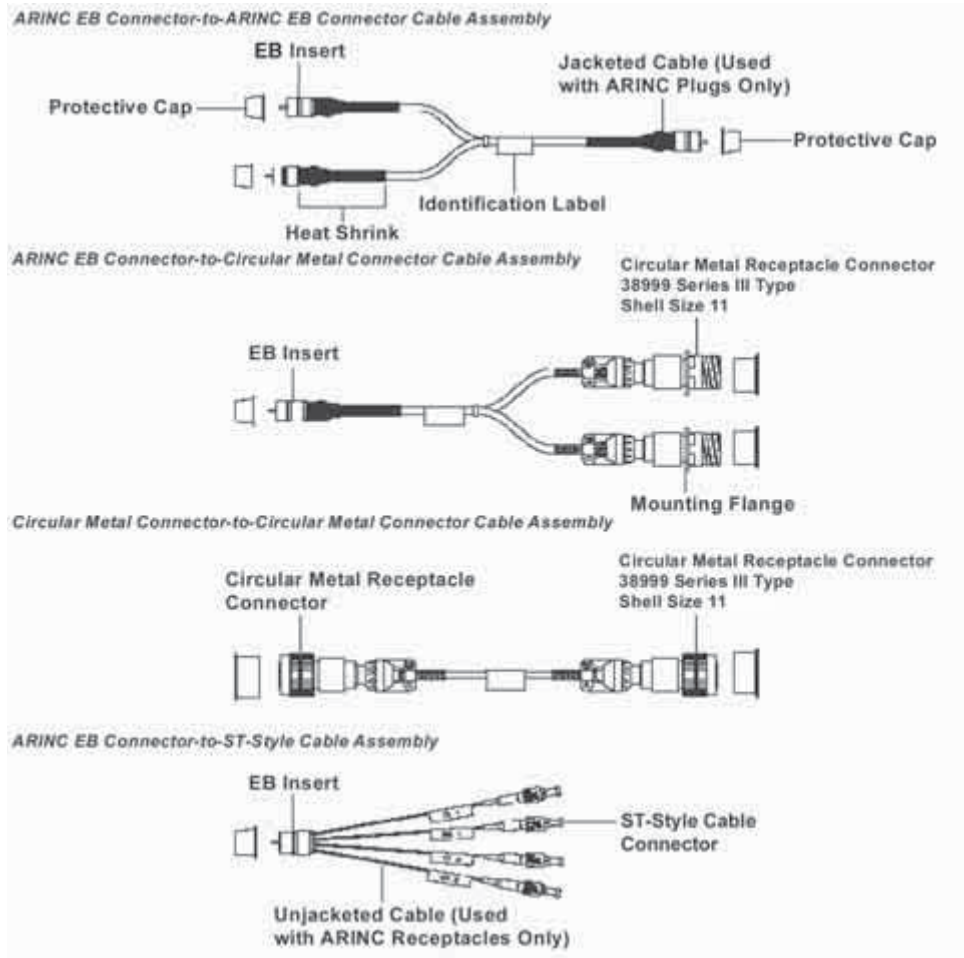 ARINC EB Connector-to-ARINC EB Connector Cable Assembly
EB Insert
Jacketed Cable (Used
with ARINC Plugs Only)
Protective Cap
Protective Cap
Identification Label
Heat Shrink
ARINC EB Connector-to-Circular Metal Connector Cable Assembly
Circular Metal Receptacle Connector
38999 Series III Type
Shell Size 11
EB Insert
Mounting Flange
Circular Metal Connector-to-Circular Metal Connector Cable Assembly
Circular Metal Receptacle
Connector
Circular Metal Receptacle Connector
38999 Series III Type
Shell Size 11
ARINC EB Connector-to-ST-Style Cable Assembly
EB Insert
ST-Style Cable
Connector
Unjacketed Cable (Used
with ARINC Receptacles Only)